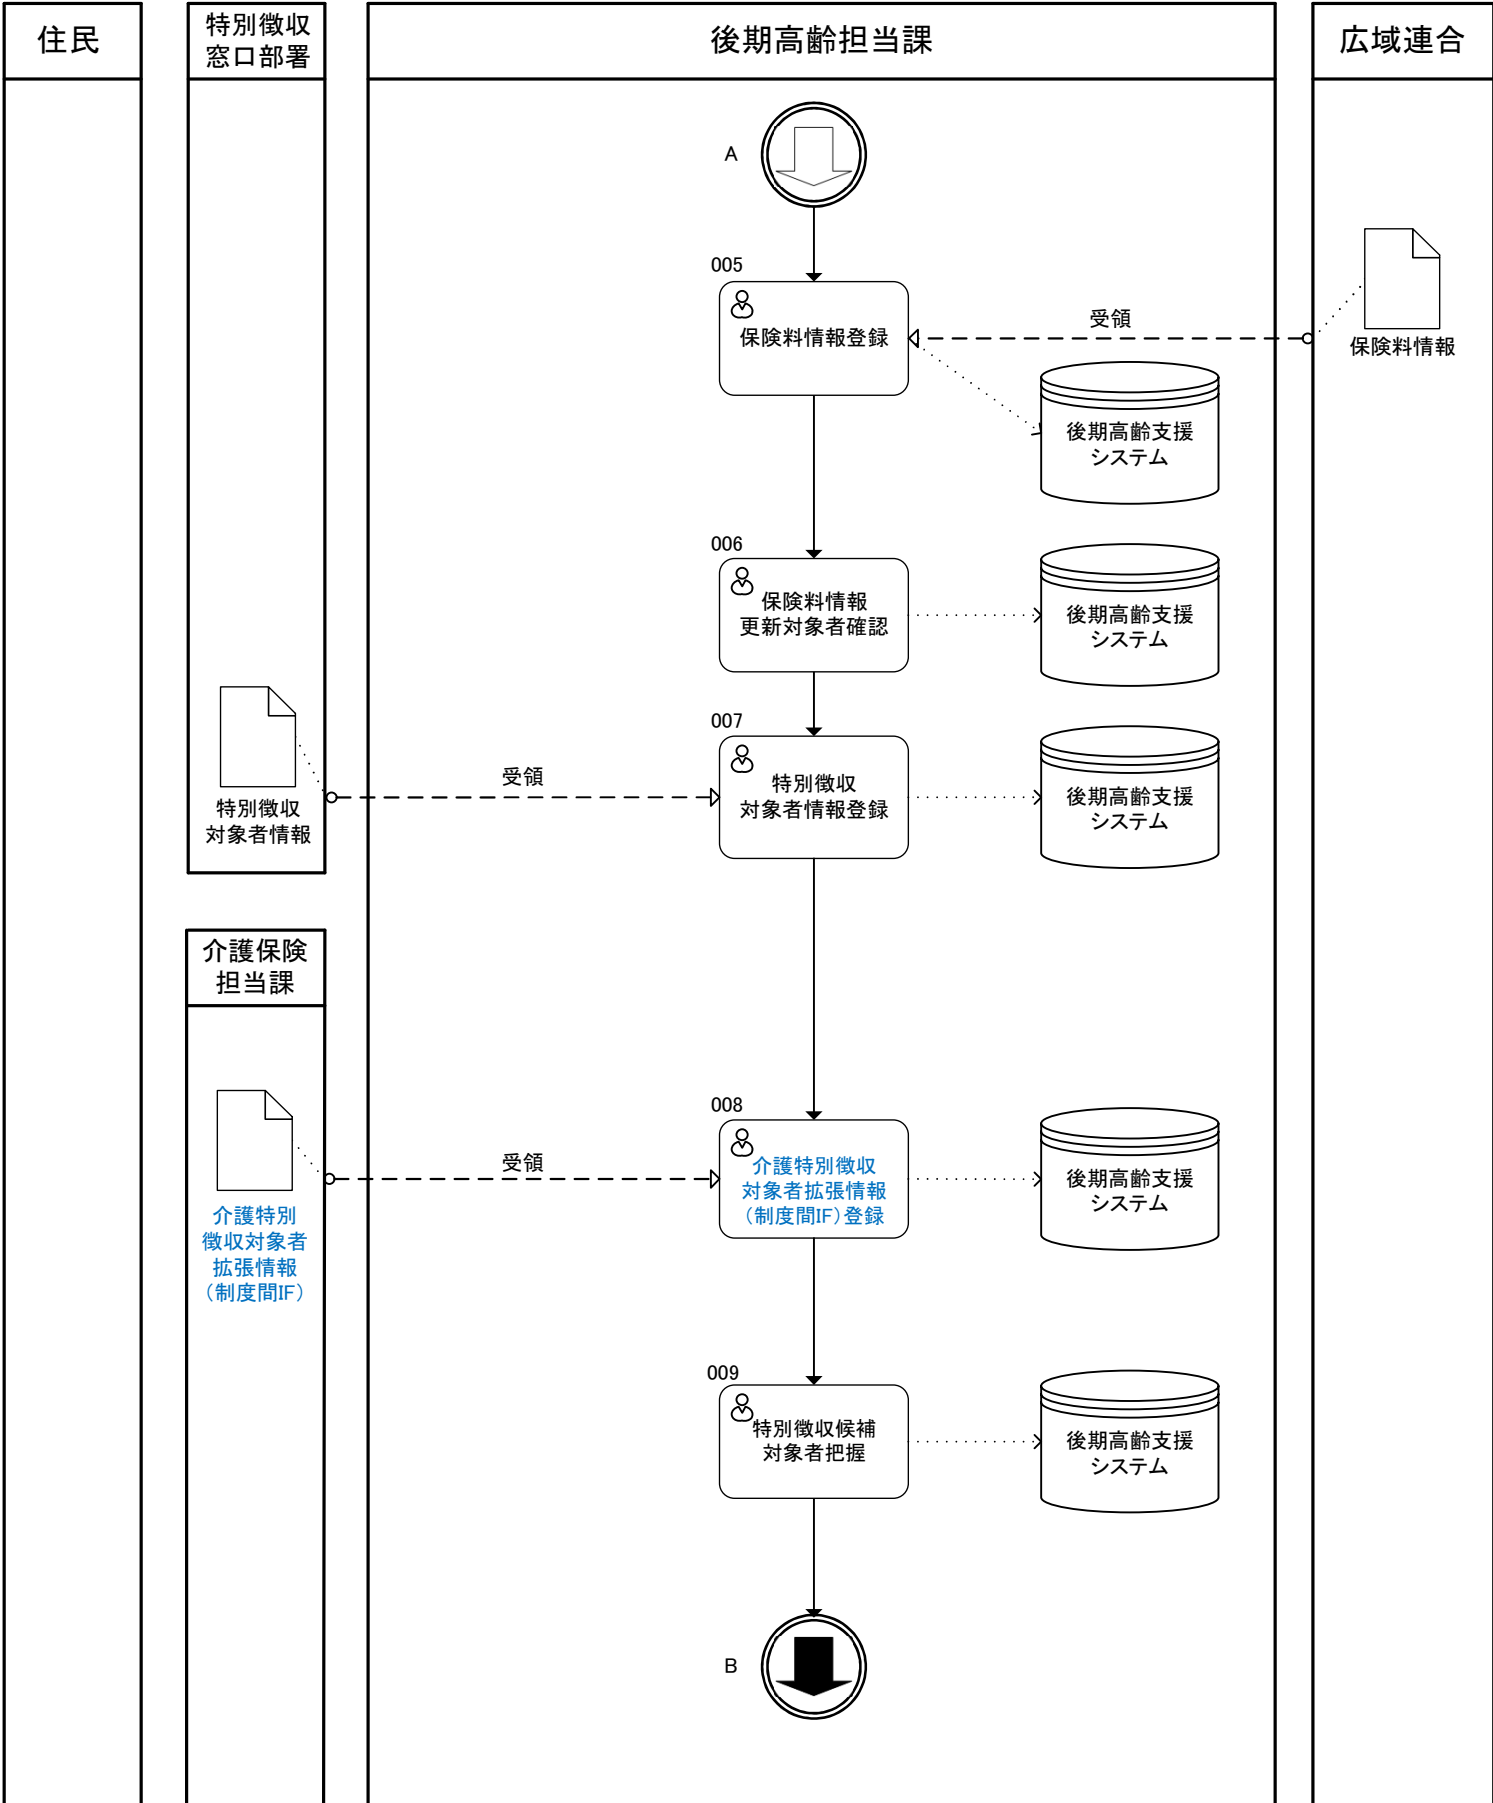 住民
特別徴収
窓口部署
後期高齢担当課
広域連合
A
005
保険料情報登録
受領
保険料情報
後期高齢支援
システム
006
保険料情報
更新対象者確認
後期高齢支援
システム
007
特別徴収
対象者情報登録
受領
特別徴収
対象者情報
後期高齢支援
システム
介護保険
担当課
008
介護特別徴収
対象者拡張情報
（制度間IF）登録
受領
介護特別
徴収対象者
拡張情報
（制度間IF）
後期高齢支援
システム
009
特別徴収候補
対象者把握
後期高齢支援
システム
B